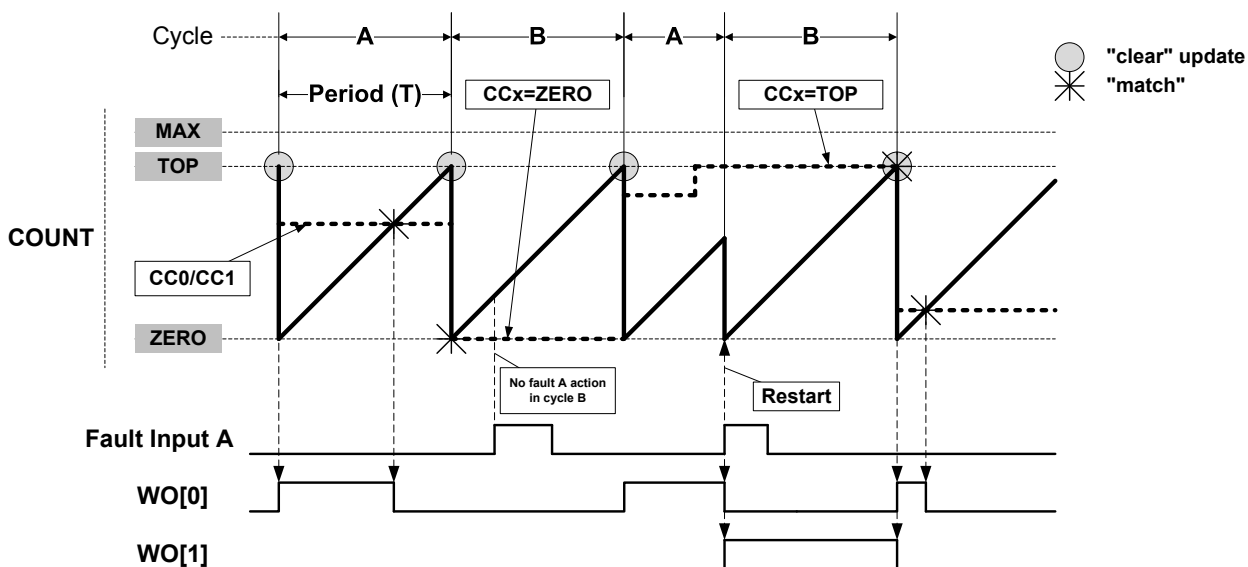 Cycle
A
B
A
B
"clear" update
"match"
Period (T)
CCx=ZERO
CCx=TOP
MAX
TOP
COUNT
CC0/CC1
ZERO
No fault A action
in cycle B
Restart
Fault Input A
WO[0]
WO[1]